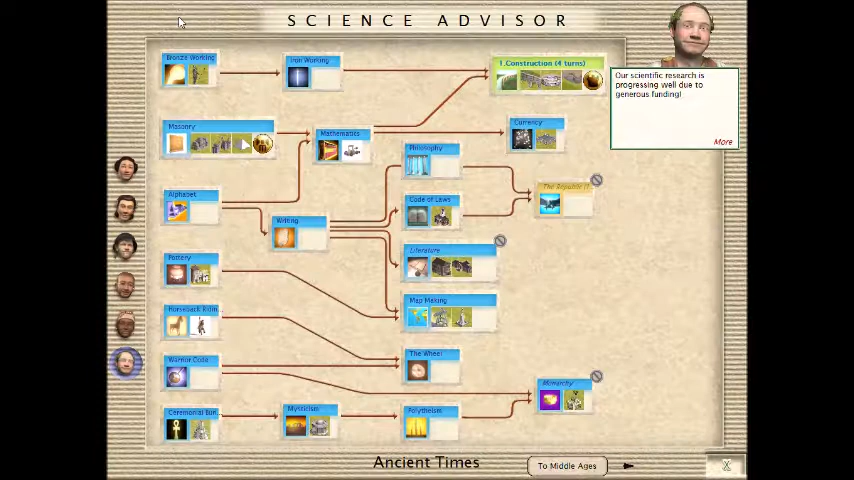 SCIENCE ADVISOR
Bronze Working
Iron Working
1.Construction (4 turns)
Our scientific research is
progressing well due to
generous funding!
More
Masonry
Mathematics
Currency
Philosophy
The Republic
Alphabet
Code of Laws
Writing
Literature
Pottery
Map Making
Horseback Ridin
Warrior Code
The Wheel
Monarchy
Ceremonial Buri
Mysticism
Polytheism
Ancient Times
To Middle Ages
X